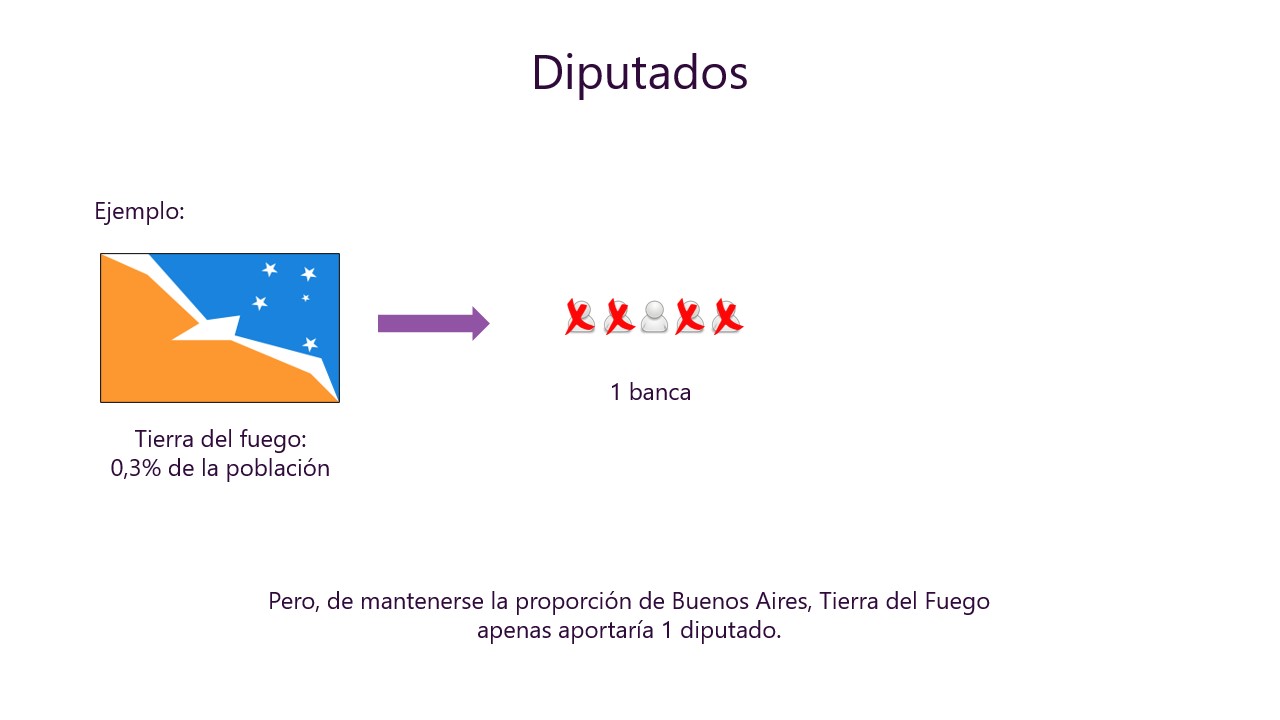 Diputados
Ejemplo:
1 banca
Tierra del fuego:
0,3% de la población
Pero, de mantenerse la proporción de Buenos Aires, Tierra del Fuego
apenas aportaría 1 diputado.